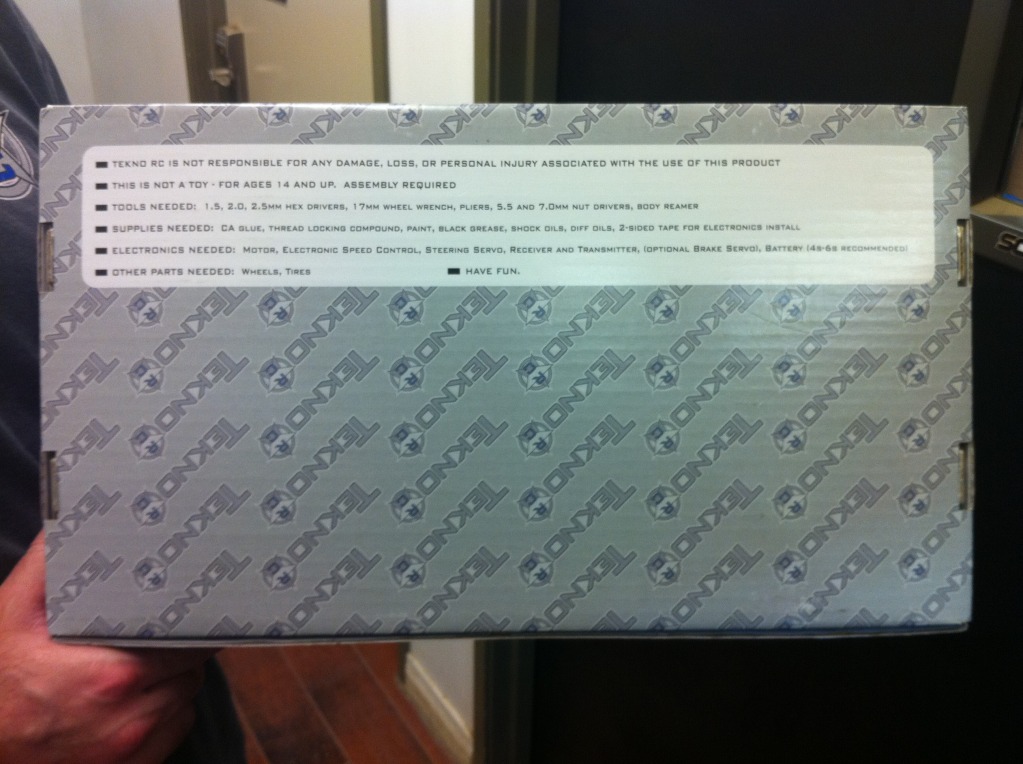 TEKNO RC IS NOT RESPONSIBLE FOR ANY DAMAGE, LOSS, OR PERSONAL INJURY ASSOCIATED WITH THE USE OF THIS PRODUCT
THIS IS NOT A TOY - FOR AGES 14 AND UP. ASSEMBLY REQUIRED
TOOLS NEEDED: 1.5, 2.0, 2.5MM HEX DRIVERS, 17MM WHEEL WRENCH, PLIERS, 5.5 AND 7.0MM NUT DRIVERS, BODY REAMER
SUPPLIES NEEDED: CA GLUE, THREAD LOCKING COMPOUND, PAINT, BLACK GREASE, SHOCK OILS, DIFF OILS, 2-SIDED TAPE FOR ELECTRONICS INSTALL
ELECTRONICS NEEDED: MOTOR, ELECTRONIC SPEED CONTROL, STEERING SERVO, RECEIVER AND TRANSMITTER, (OPTIONAL BRAKE SERVO), BATTERY (4S-6S RECOMMENDED)
OTHER PARTS NEEDED: WHEELS, TIRES
HAVE FUN.
TEKNO RC